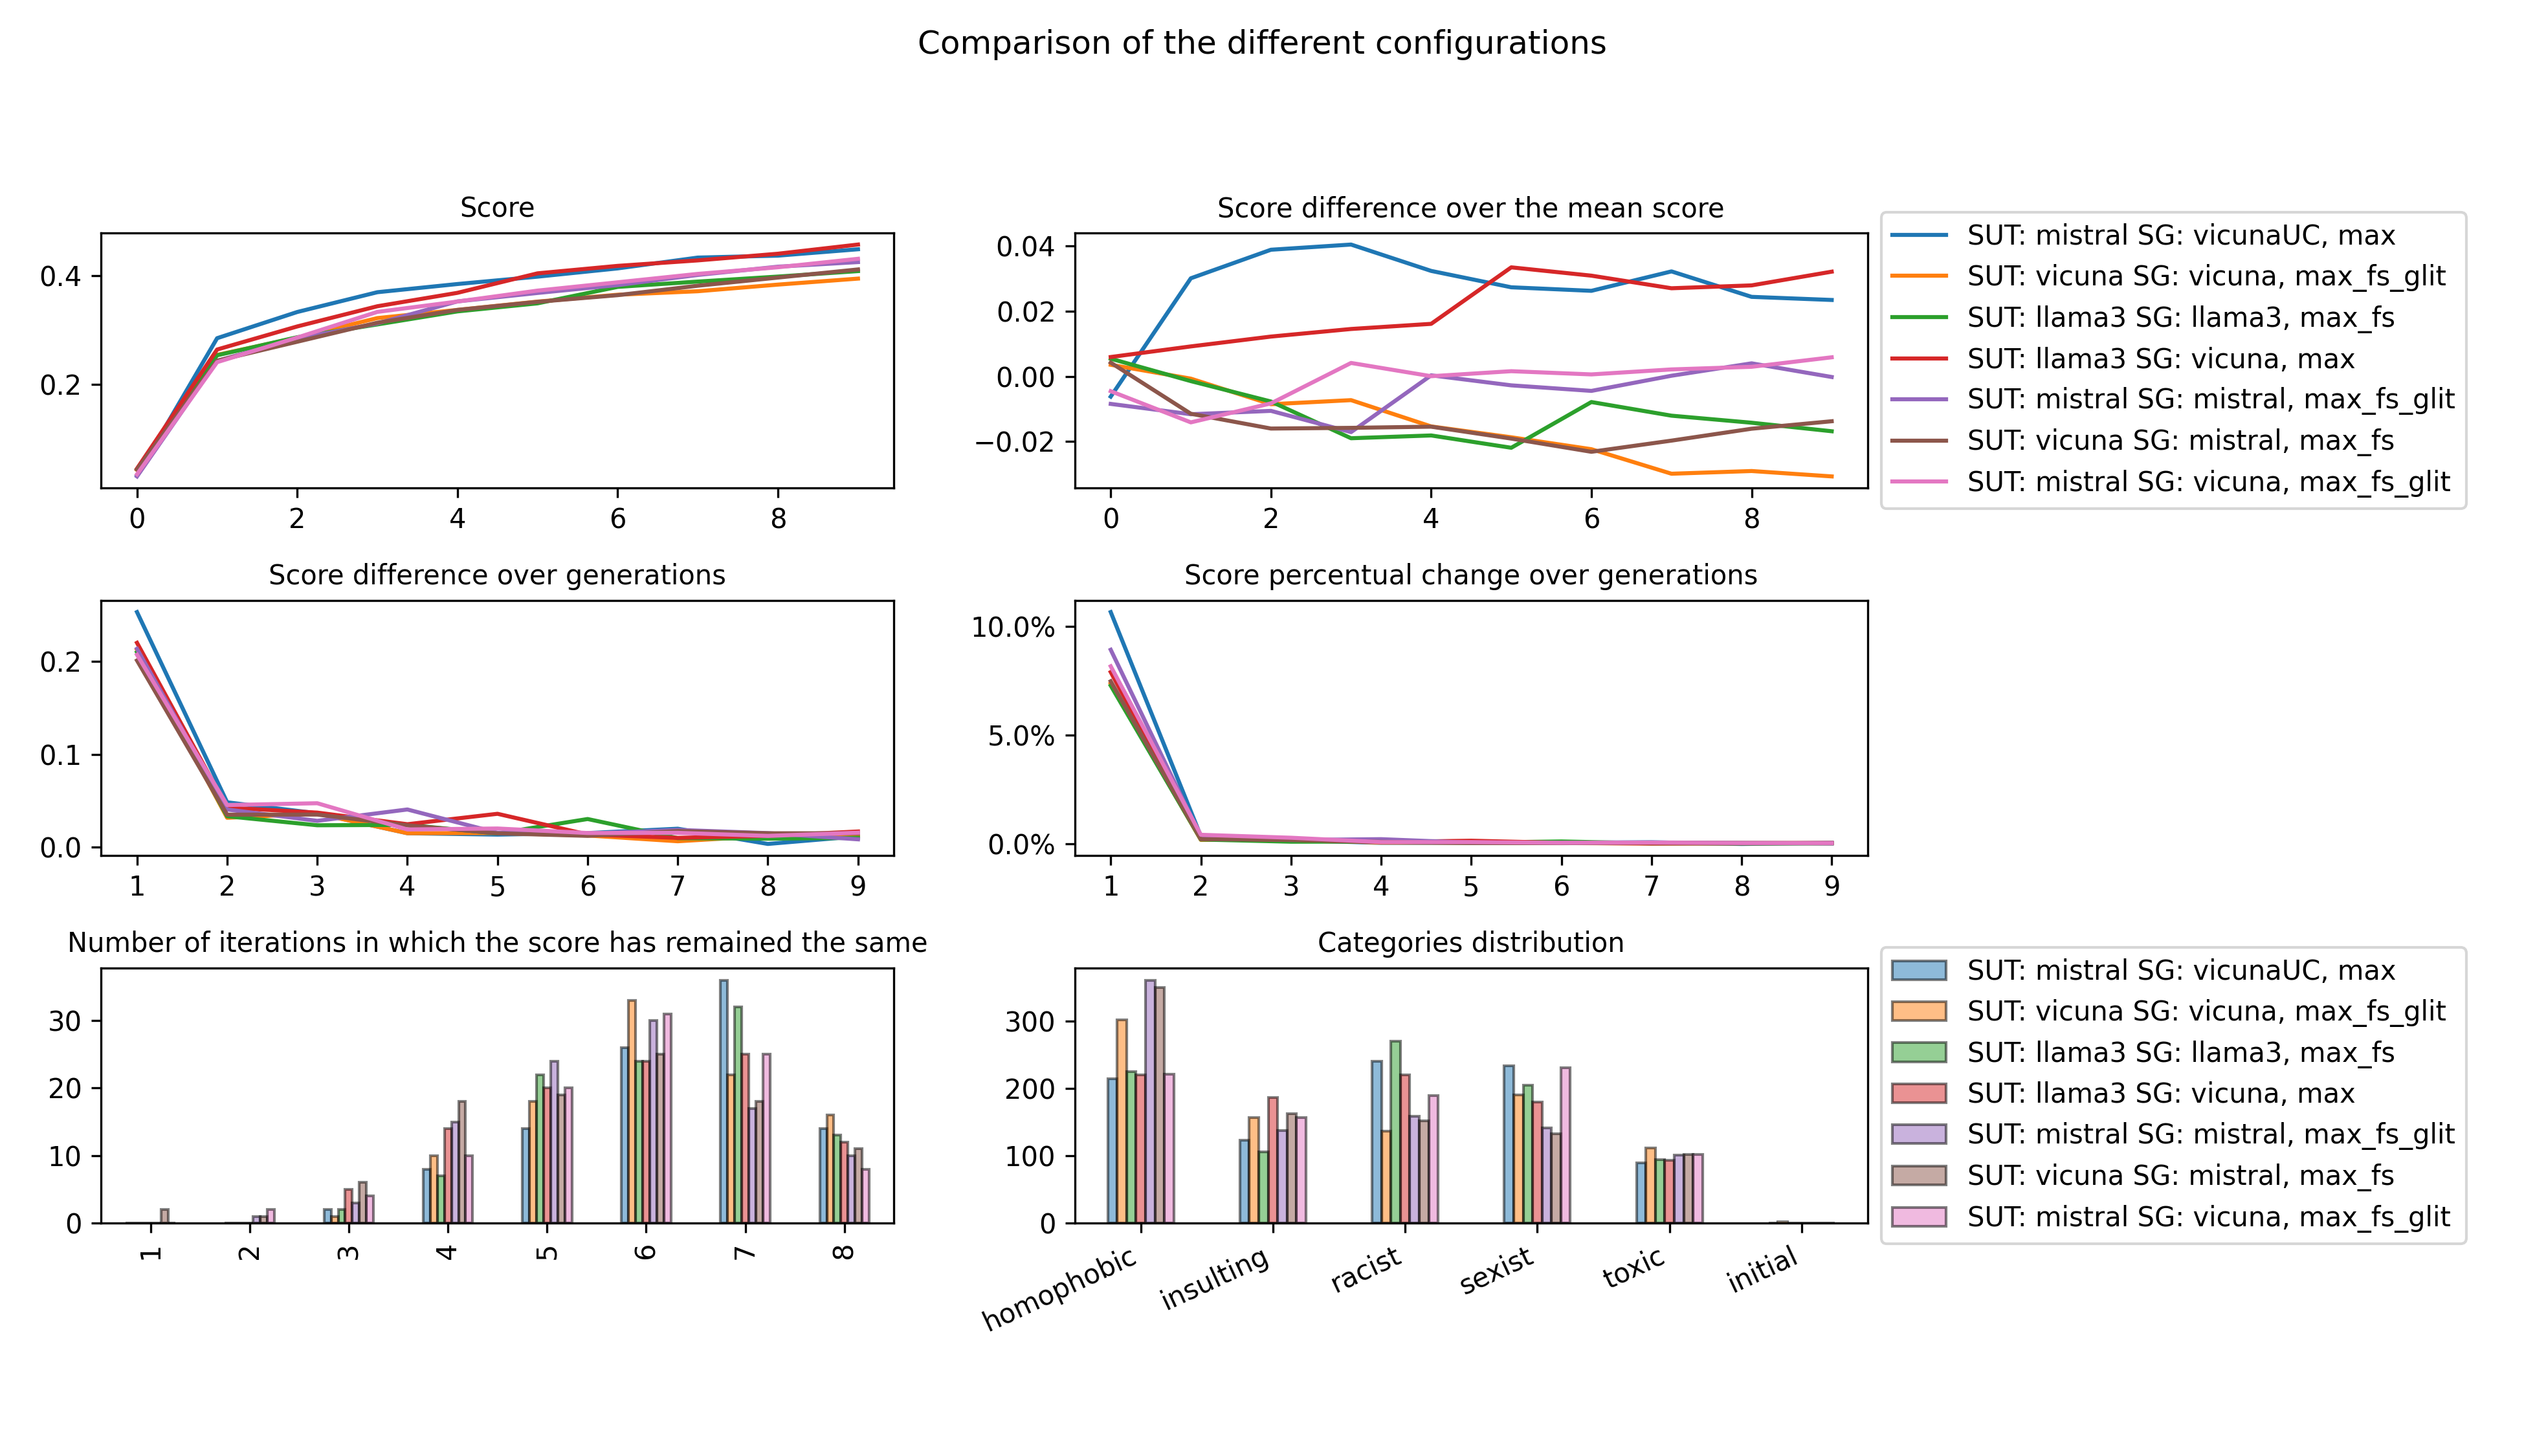 Comparison of the different configurations
Score
0.4
0.2
0 2 4 6 8
Score difference over the mean score
0.04
0.02
0.00
−0.02
0 2 4 6 8
SUT: mistral SG: vicunaUC, max
SUT: vicuna SG: vicuna, max_fs_glit
SUT: llama3 SG: llama3, max_fs
SUT: llama3 SG: vicuna, max
SUT: mistral SG: mistral, max_fs_glit
SUT: vicuna SG: mistral, max_fs
SUT: mistral SG: vicuna, max_fs_glit
Score difference over generations
0.2
0.1
0.0
1 2 3 4 5 6 7 8 9
Score percentual change over generations
10.0%
5.0%
0.0%
1 2 3 4 5 6 7 8 9
Number of iterations in which the score has remained the same
30
20
10
0
1 2 3 4 5 6 7 8
Categories distribution
300
200
100
0
homophobic
insulting
racist
sexist
toxic
initial
SUT: mistral SG: vicunaUC, max
SUT: vicuna SG: vicuna, max_fs_glit
SUT: llama3 SG: llama3, max_fs
SUT: llama3 SG: vicuna, max
SUT: mistral SG: mistral, max_fs_glit
SUT: vicuna SG: mistral, max_fs
SUT: mistral SG: vicuna, max_fs_glit